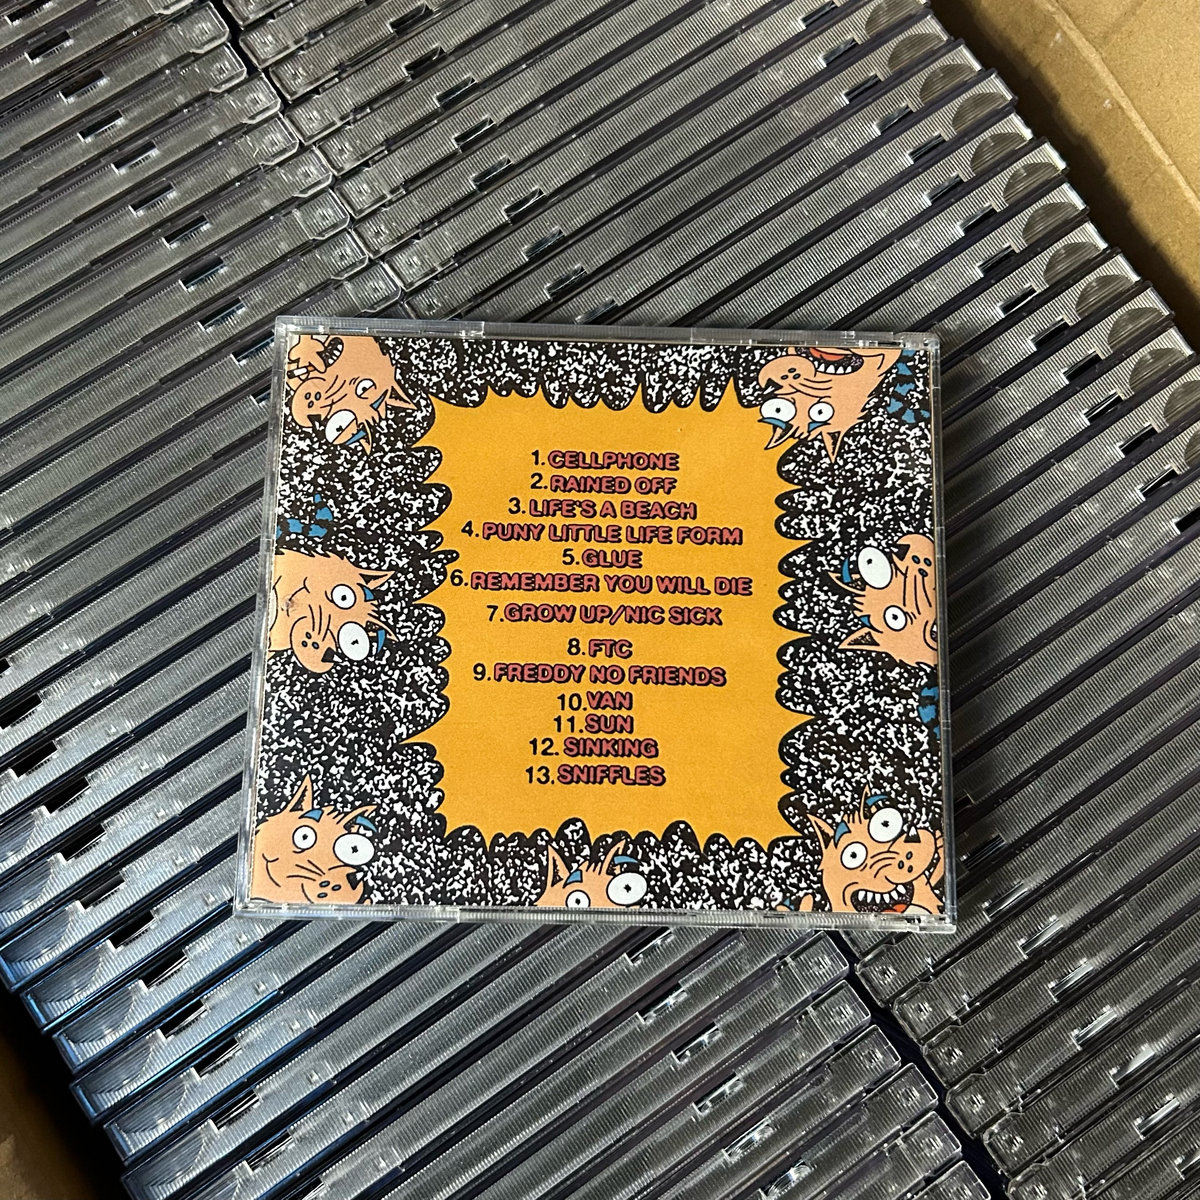 1. CELLPHONE
2. RAINED OFF
3. LIFE'S A BEACH
4. PUNY LITTLE LIFE FORM
5. GLUE
6. REMEMBER YOU WILL DIE
7. GROW UP/NIC SICK
8. FTC
9. FREDDY NO FRIENDS
10. VAN
11. SUN
12. SINKING
13. SNIFFLES